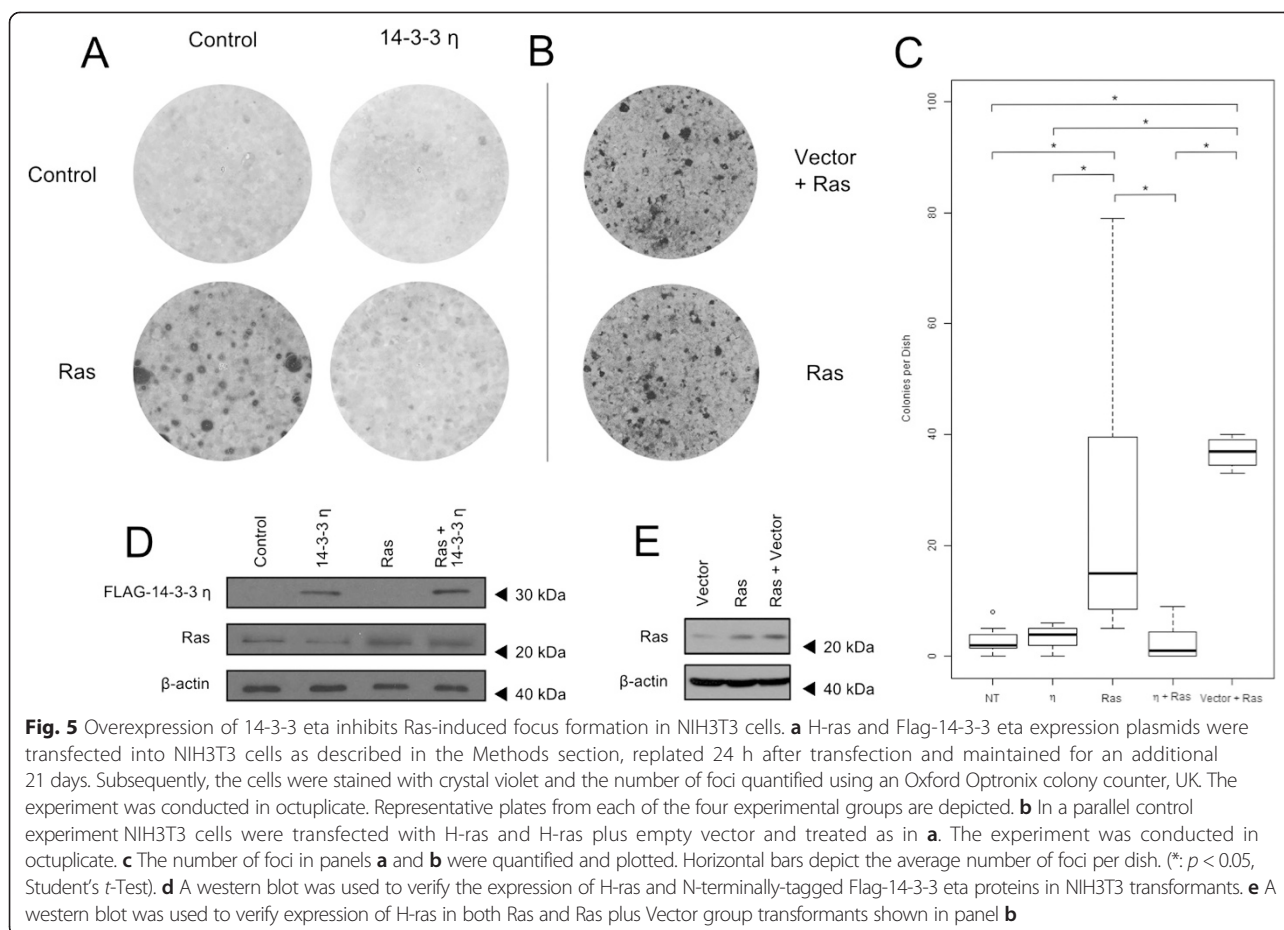 A
Control
14-3-3 η
B
C
Control
Vector
+ Ras
Ras
Ras
100
80
60
40
20
0
Colonies per Dish
*
*
*
*
*
*
NT
η
Ras
η + Ras
Vector + Ras
D
Control
14-3-3 η
Ras
Ras +
14-3-3 η
FLAG-14-3-3 η
30 kDa
Ras
20 kDa
β-actin
40 kDa
E
Vector
Ras
Ras + Vector
Ras
20 kDa
β-actin
40 kDa
Fig. 5 Overexpression of 14-3-3 eta inhibits Ras-induced focus formation in NIH3T3 cells. a H-ras and Flag-14-3-3 eta expression plasmids were
transfected into NIH3T3 cells as described in the Methods section, replated 24 h after transfection and maintained for an additional
21 days. Subsequently, the cells were stained with crystal violet and the number of foci quantified using an Oxford Optronix colony counter, UK. The
experiment was conducted in octuplicate. Representative plates from each of the four experimental groups are depicted. b In a parallel control
experiment NIH3T3 cells were transfected with H-ras and H-ras plus empty vector and treated as in a. The experiment was conducted in
octuplicate. c The number of foci in panels a and b were quantified and plotted. Horizontal bars depict the average number of foci per dish. (*: p < 0.05,
Student's t-Test). d A western blot was used to verify the expression of H-ras and N-terminally-tagged Flag-14-3-3 eta proteins in NIH3T3 transformants. e A
western blot was used to verify expression of H-ras in both Ras and Ras plus Vector group transformants shown in panel b